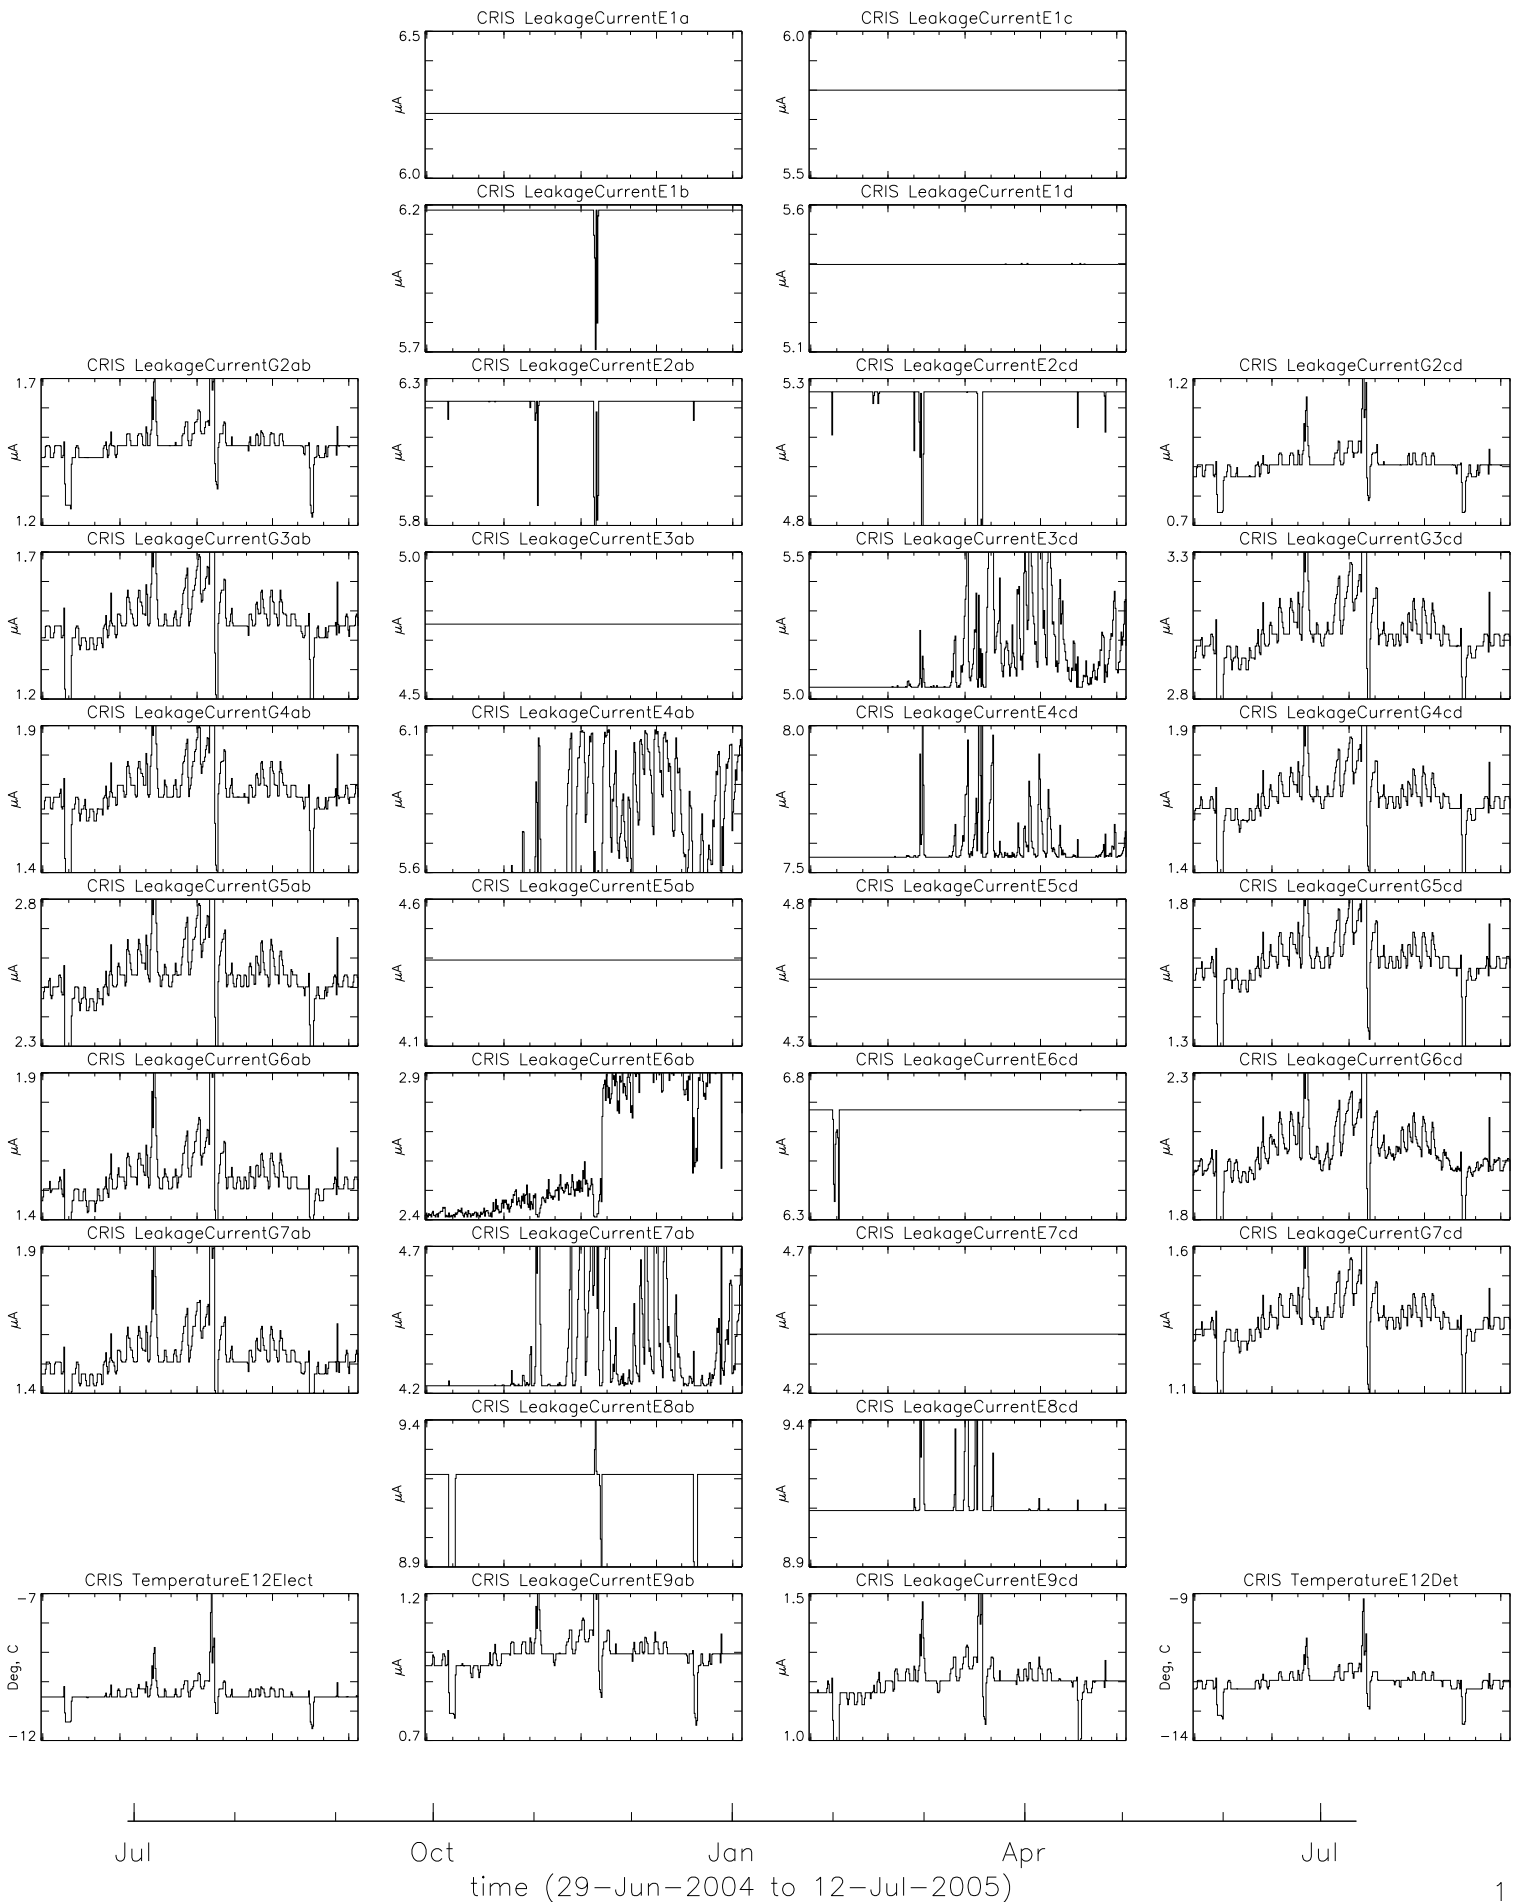 CRIS LeakageCurrentE1a
CRIS LeakageCurrentE1c
6.5
μA
6.0
6.0
μA
5.5
CRIS LeakageCurrentE1b
CRIS LeakageCurrentE1d
6.2
μA
5.7
5.6
μA
5.1
CRIS LeakageCurrentG2ab
CRIS LeakageCurrentE2ab
CRIS LeakageCurrentE2cd
CRIS LeakageCurrentG2cd
1.7
μA
1.2
6.3
μA
5.8
5.3
μA
4.8
1.2
μA
0.7
CRIS LeakageCurrentG3ab
CRIS LeakageCurrentE3ab
CRIS LeakageCurrentE3cd
CRIS LeakageCurrentG3cd
1.7
μA
1.2
5.0
μA
4.5
5.5
μA
5.0
3.3
μA
2.8
CRIS LeakageCurrentG4ab
CRIS LeakageCurrentE4ab
CRIS LeakageCurrentE4cd
CRIS LeakageCurrentG4cd
1.9
μA
1.4
6.1
μA
5.6
8.0
μA
7.5
1.9
μA
1.4
CRIS LeakageCurrentG5ab
CRIS LeakageCurrentE5ab
CRIS LeakageCurrentE5cd
CRIS LeakageCurrentG5cd
2.8
μA
2.3
4.6
μA
4.1
4.8
μA
4.3
1.8
μA
1.3
CRIS LeakageCurrentG6ab
CRIS LeakageCurrentE6ab
CRIS LeakageCurrentE6cd
CRIS LeakageCurrentG6cd
1.9
μA
1.4
2.9
μA
2.4
6.8
μA
6.3
2.3
μA
1.8
CRIS LeakageCurrentG7ab
CRIS LeakageCurrentE7ab
CRIS LeakageCurrentE7cd
CRIS LeakageCurrentG7cd
1.9
μA
1.4
4.7
μA
4.2
4.7
μA
4.2
1.6
μA
1.1
CRIS LeakageCurrentE8ab
CRIS LeakageCurrentE8cd
9.4
μA
8.9
9.4
μA
8.9
CRIS TemperatureE12Elect
CRIS LeakageCurrentE9ab
CRIS LeakageCurrentE9cd
CRIS TemperatureE12Det
-7
Deg, C
-12
1.2
μA
0.7
1.5
μA
1.0
-9
Deg, C
-14
Jul
Oct
Jan
Apr
Jul
time (29-Jun-2004 to 12-Jul-2005)
1